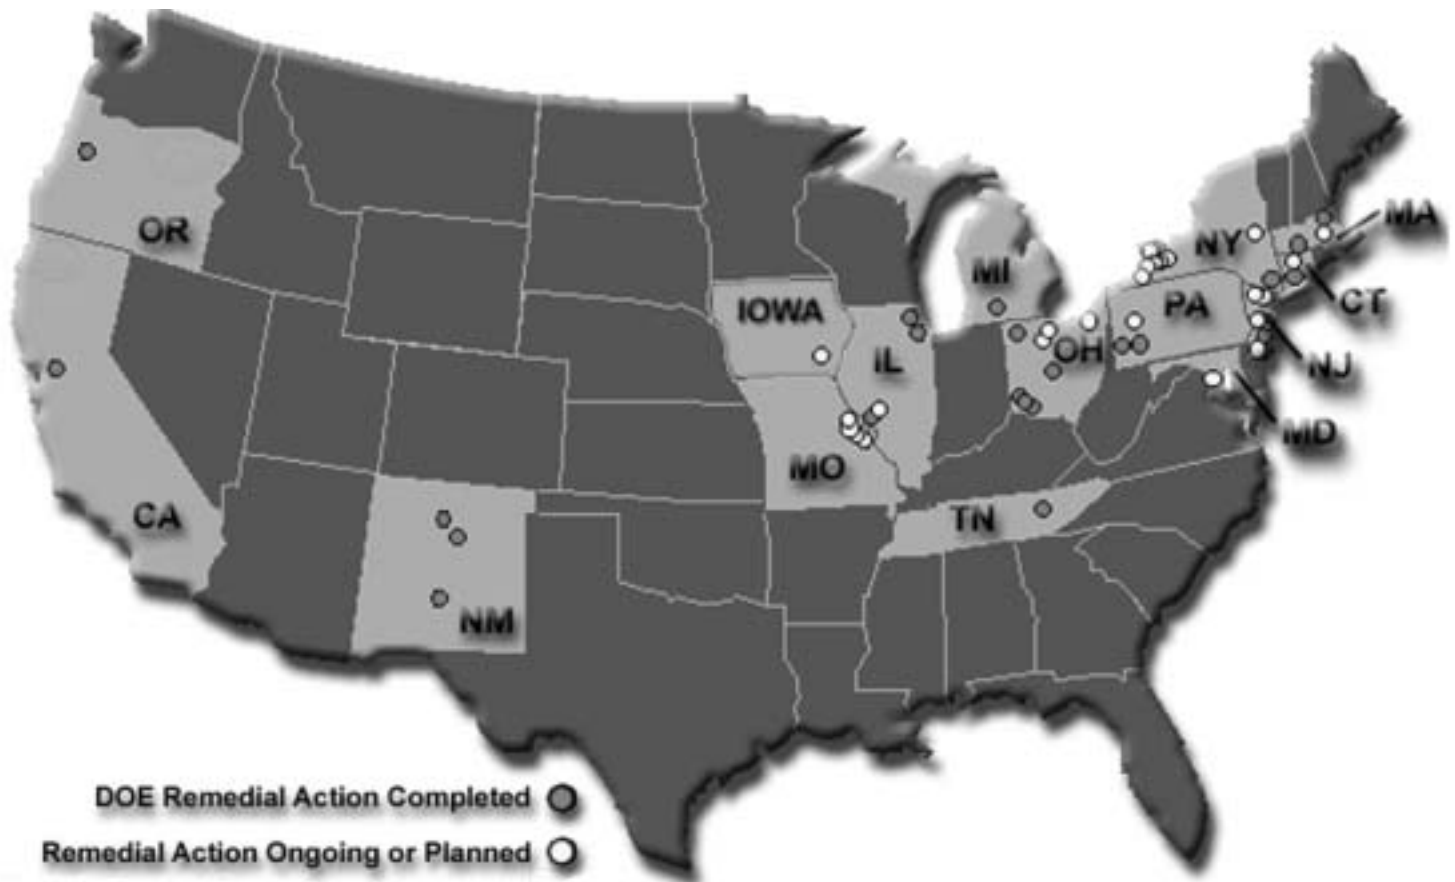 MA
NY
OR
MI
CT
PA
IOWA
OH
IL
NJ
MD
MO
CA
TN
NM
DOE Remedial Action Completed
Remedial Action Ongoing or Planned